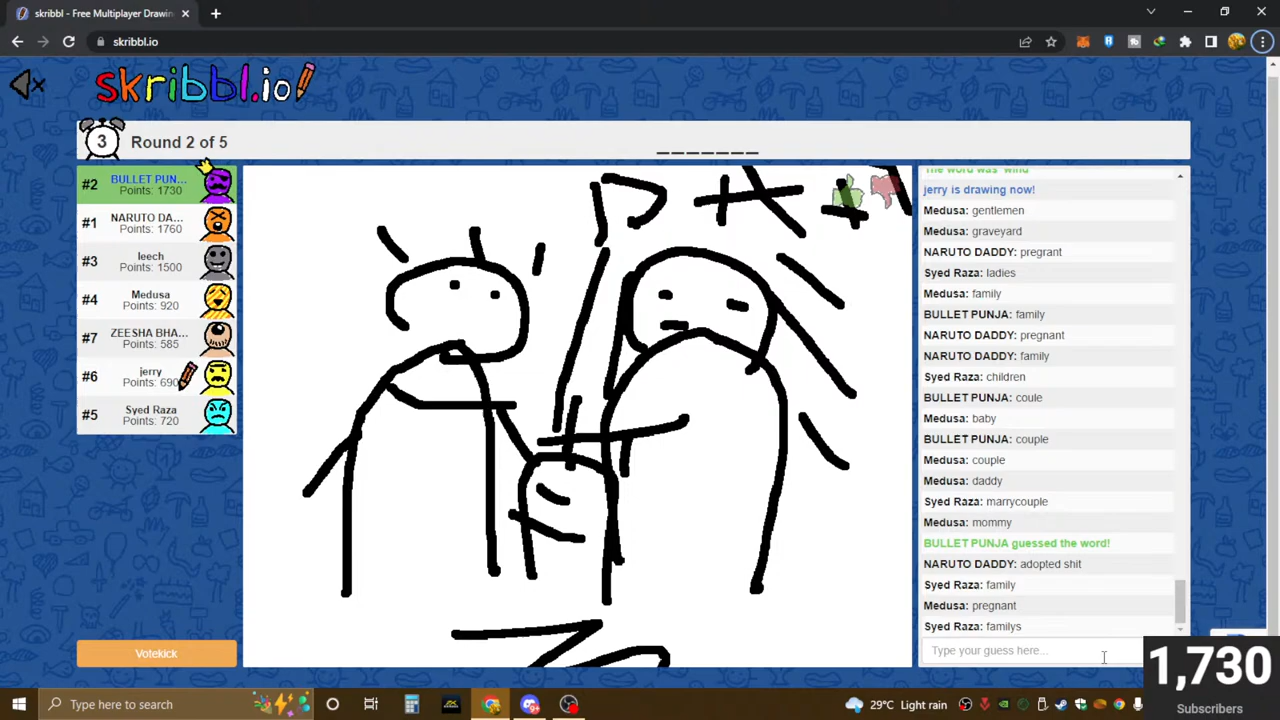 skribbl - Free Multiplayer Drawin
skribbl.io
skribbl.io
3
Round 2 of 5
_______
#2 BULLET PUN...
Points: 1730
#1 NARUTO DA...
Points: 1760
#3 leech
Points: 1500
#4 Medusa
Points: 920
#7 ZEESHA BHA...
Points: 585
#6 jerry
Points: 690
#5 Syed Raza
Points: 720
Votekick
The word was 'wind'
jerry is drawing now!
Medusa: gentlemen
Medusa: graveyard
NARUTO DADDY: pregrant
Syed Raza: ladies
Medusa: family
BULLET PUNJA: family
NARUTO DADDY: pregnant
NARUTO DADDY: family
Syed Raza: children
BULLET PUNJA: coule
Medusa: baby
BULLET PUNJA: couple
Medusa: couple
Medusa: daddy
Syed Raza: marrycouple
Medusa: mommy
BULLET PUNJA guessed the word!
NARUTO DADDY: adopted shit
Syed Raza: family
Medusa: pregnant
Syed Raza: familys
Type your guess here...
1,730
Subscribers
Type here to search
29°C Light rain